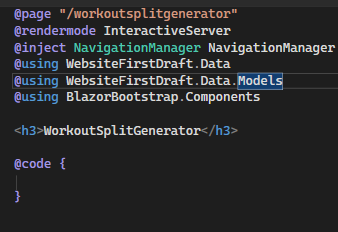 @page "/workoutsplitgenerator"
@rendermode InteractiveServer
@inject NavigationManager NavigationManager
@using WebsiteFirstDraft.Data
@using WebsiteFirstDraft.Data.Models
@using BlazorBootstrap.Components
<h3>WorkoutSplitGenerator</h3>
@code {
}